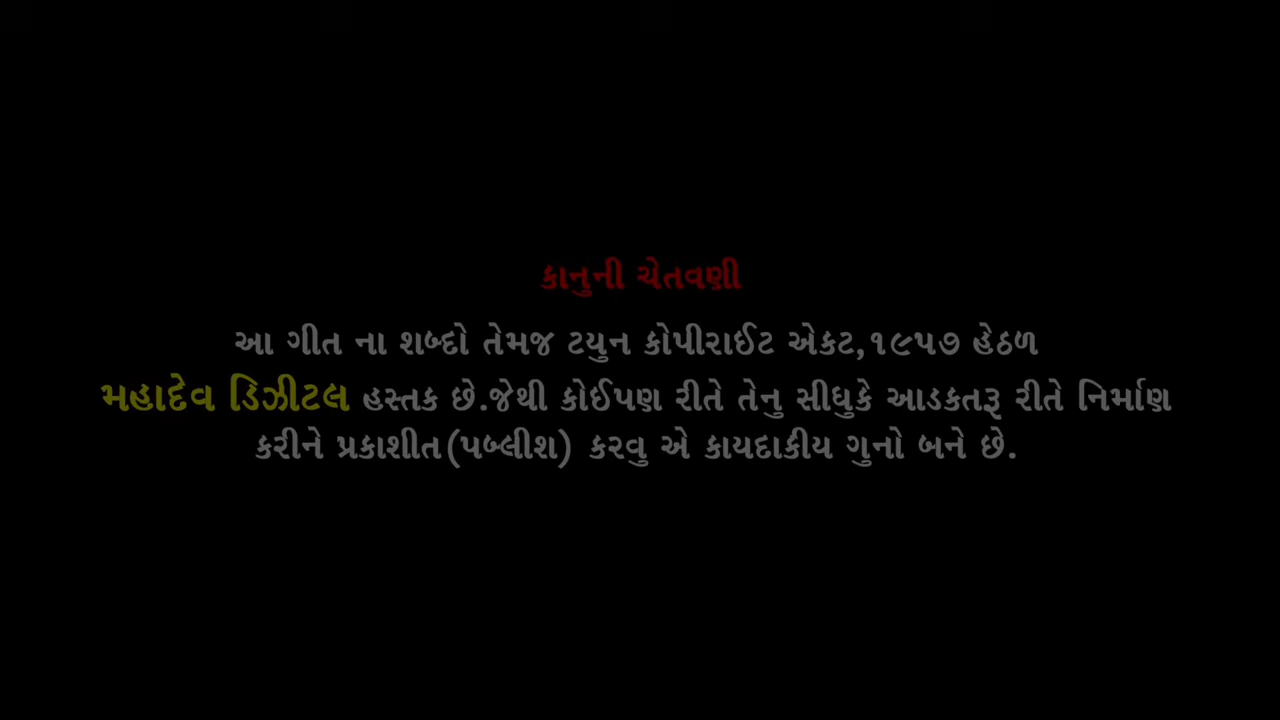 કાનુની ચેતવણી
આ ગીત ના શબ્દો તેમજ ટયુન કોપીરાઈટ એકટ,૧૯૫૭ હેઠળ
મહાદેવ ડિઝીટલ હસ્તક છે.જેથી કોઈપણ રીતે તેનુ સીધુકે આડકતરૂ રીતે નિર્માણ
કરીને પ્રકાશીત(પબ્લીશ) કરવુ એ કાયદાકીય ગુનો બને છે.